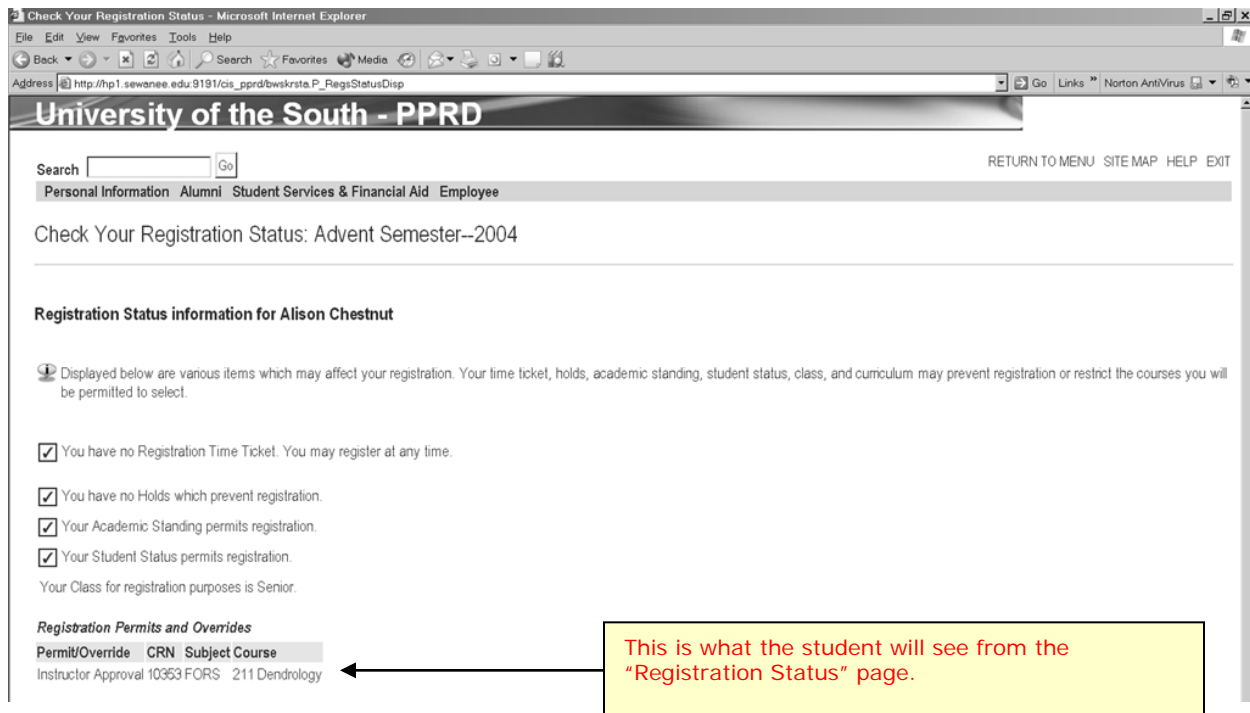 Check Your Registration Status - Microsoft Internet Explorer
File Edit View Favorites Tools Help
Back Search Favorites Media
Address http://hp1.sewanee.edu:9191/cis_pprd/bwskrsta.P_RegsStatusDisp Go Links » Norton AntiVirus
University of the South - PPRD
Search Go RETURN TO MENU SITE MAP HELP EXIT
Personal Information Alumni Student Services & Financial Aid Employee
Check Your Registration Status: Advent Semester--2004
Registration Status information for Alison Chestnut
Displayed below are various items which may affect your registration. Your time ticket, holds, academic standing, student status, class, and curriculum may prevent registration or restrict the courses you will
be permitted to select.
You have no Registration Time Ticket. You may register at any time.
You have no Holds which prevent registration.
Your Academic Standing permits registration.
Your Student Status permits registration.
Your Class for registration purposes is Senior.
Registration Permits and Overrides
Permit/Override CRN Subject Course
Instructor Approval 10353 FORS 211 Dendrology
This is what the student will see from the
“Registration Status” page.